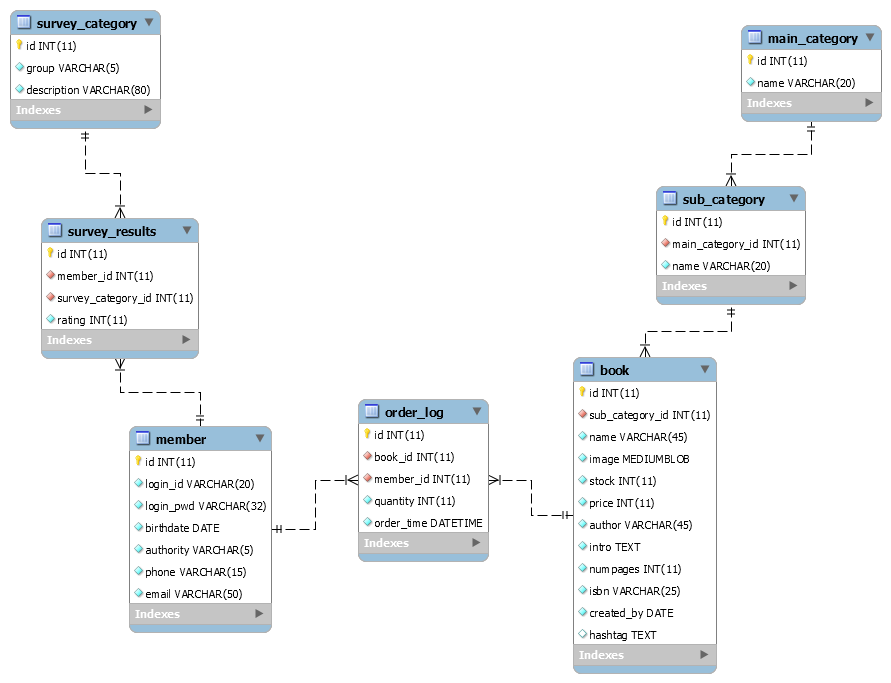 survey_category
id INT(11)
group VARCHAR(5)
description VARCHAR(80)
Indexes
main_category
id INT(11)
name VARCHAR(20)
Indexes
sub_category
id INT(11)
main_category_id INT(11)
name VARCHAR(20)
Indexes
survey_results
id INT(11)
member_id INT(11)
survey_category_id INT(11)
rating INT(11)
Indexes
member
id INT(11)
login_id VARCHAR(20)
login_pwd VARCHAR(32)
birthdate DATE
authority VARCHAR(5)
phone VARCHAR(15)
email VARCHAR(50)
Indexes
order_log
id INT(11)
book_id INT(11)
member_id INT(11)
quantity INT(11)
order_time DATETIME
Indexes
book
id INT(11)
sub_category_id INT(11)
name VARCHAR(45)
image MEDIUMBLOB
stock INT(11)
price INT(11)
author VARCHAR(45)
intro TEXT
numpages INT(11)
isbn VARCHAR(25)
created_by DATE
hashtag TEXT
Indexes